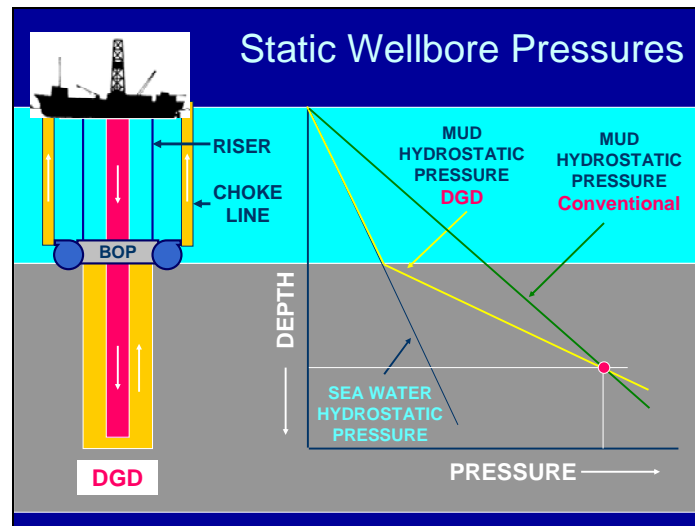 Static Wellbore Pressures
RISER
CHOKE
LINE
BOP
DGD
MUD
HYDROSTATIC
PRESSURE
DGD
MUD
HYDROSTATIC
PRESSURE
Conventional
DEPTH
SEA WATER
HYDROSTATIC
PRESSURE
PRESSURE